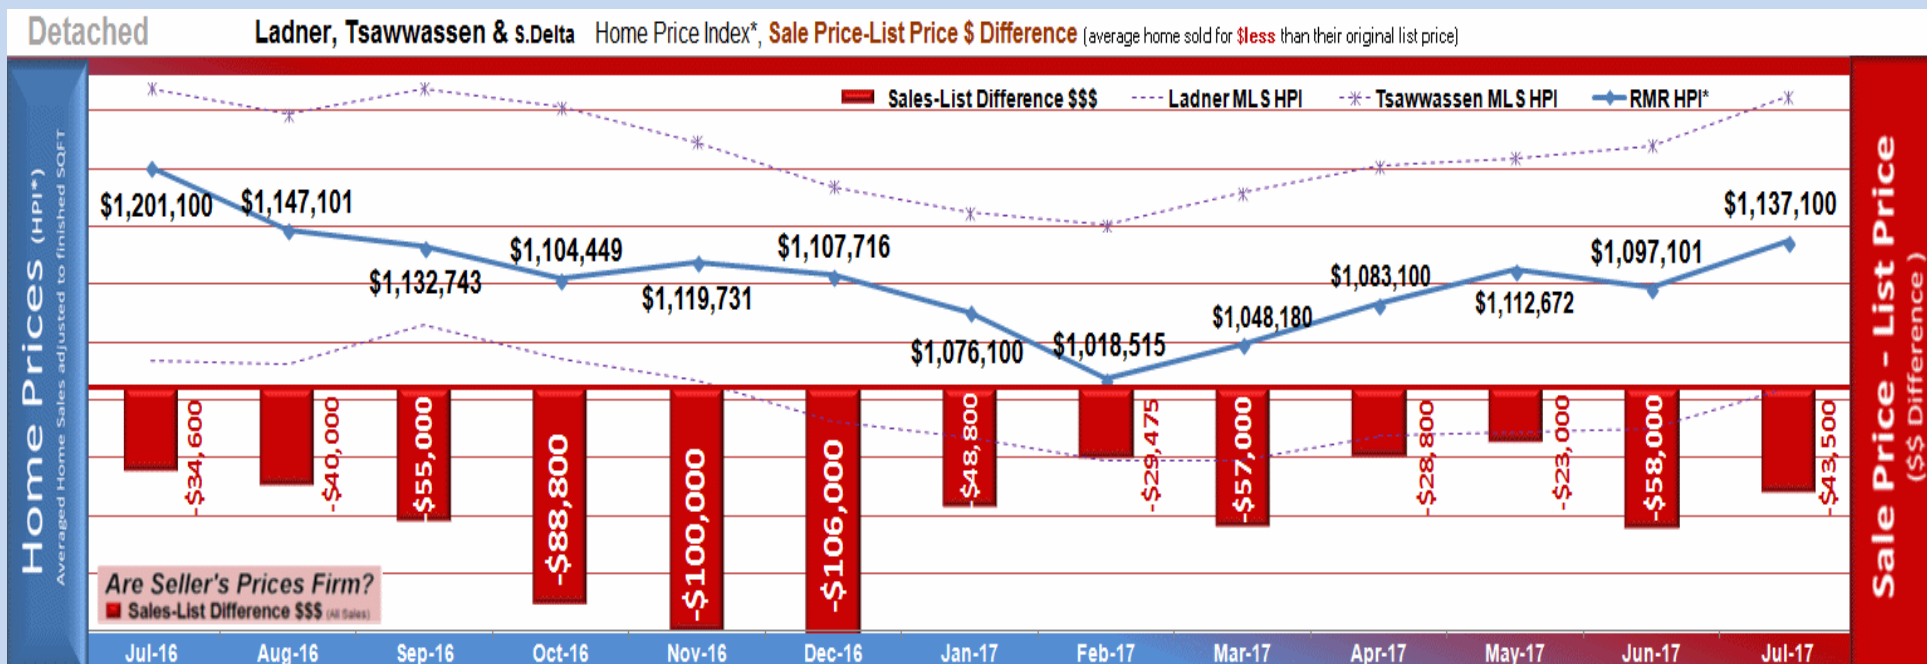 Detached
Ladner, Tsawwassen & S.Delta Home Price Index*, Sale Price-List Price $ Difference (average home sold for $less than their original list price)
Home Prices (HPI*)
Averaged Home Sales adjusted to finished SQFT
Sales-List Difference $$$ Ladner MLS HPI Tsawwassen MLS HPI RMR HPI*
$1,201,100
$1,147,101
$1,132,743
$1,104,449
$1,119,731
$1,107,716
$1,076,100
$1,018,515
$1,048,180
$1,083,100
$1,112,672
$1,097,101
$1,137,100
-$34,600
-$40,000
-$55,000
-$88,800
-$100,000
-$106,000
-$48,800
-$29,475
-$57,000
-$28,800
-$23,000
-$58,000
-$43,500
Are Seller's Prices Firm?
Sales-List Difference $$$ (All Sales)
Jul-16 Aug-16 Sep-16 Oct-16 Nov-16 Dec-16 Jan-17 Feb-17 Mar-17 Apr-17 May-17 Jun-17 Jul-17
Sale Price - List Price
($$ Difference )